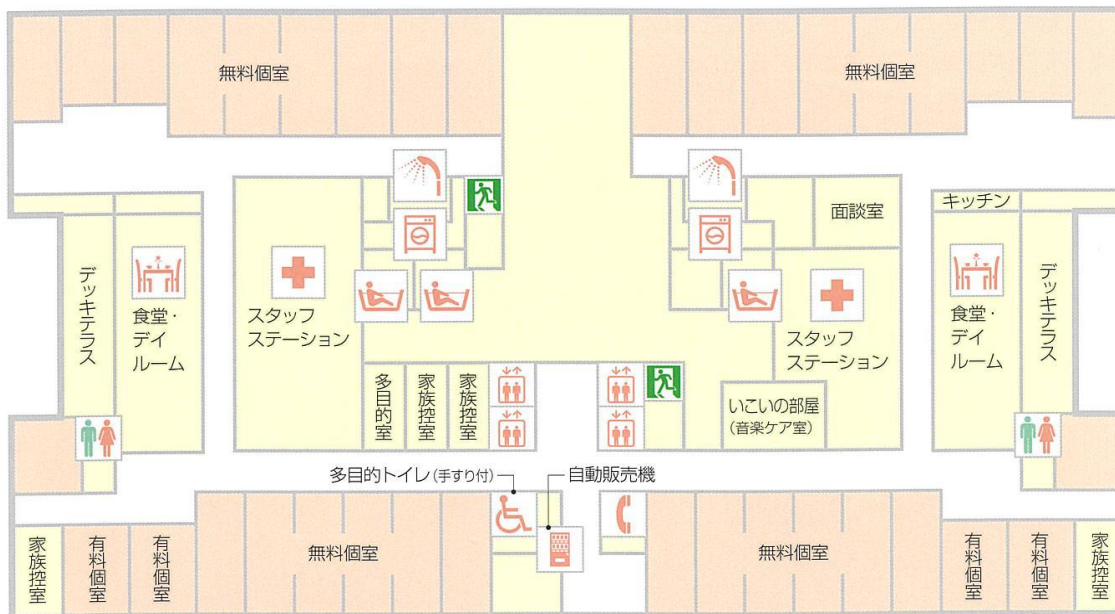 無料個室
無料個室
面談室
キッチン
デッキテラス
食堂・
デイ
ルーム
スタッフ
ステーション
スタッフ
ステーション
食堂・
デイ
ルーム
デッキテラス
多目的室
家族控室
家族控室
いこいの部屋
(音楽ケア室)
多目的トイレ(手すり付)
自動販売機
家族控室
有料個室
有料個室
無料個室
無料個室
有料個室
有料個室
家族控室